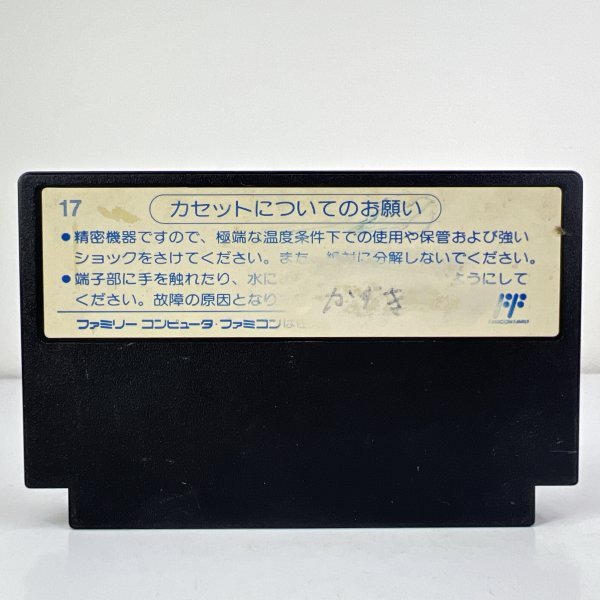 17
カセットについてのお願い
●精密機器ですので、極端な温度条件下での使用や保管および強い
ショックをさけてください。また、絶対に分解しないでください。
●端子部に手を触れたり、水に ようにして
ください。故障の原因となり
ファミリー コンピュータ・ファミコンは
FAMICOM FAMILY